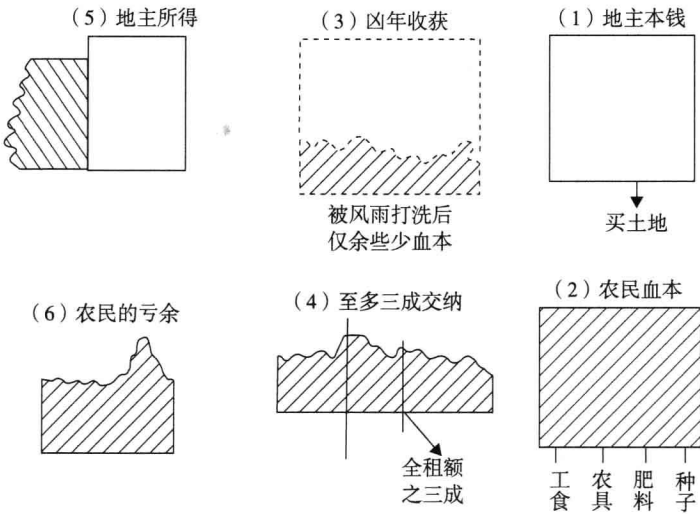 （5）地主所得
（3）凶年收获
（1）地主本钱
被风雨打洗后
仅余些少血本
买土地
（6）农民的亏余
（4）至多三成交纳
（2）农民血本
全租额
之三成
工食
农具
肥料
种子